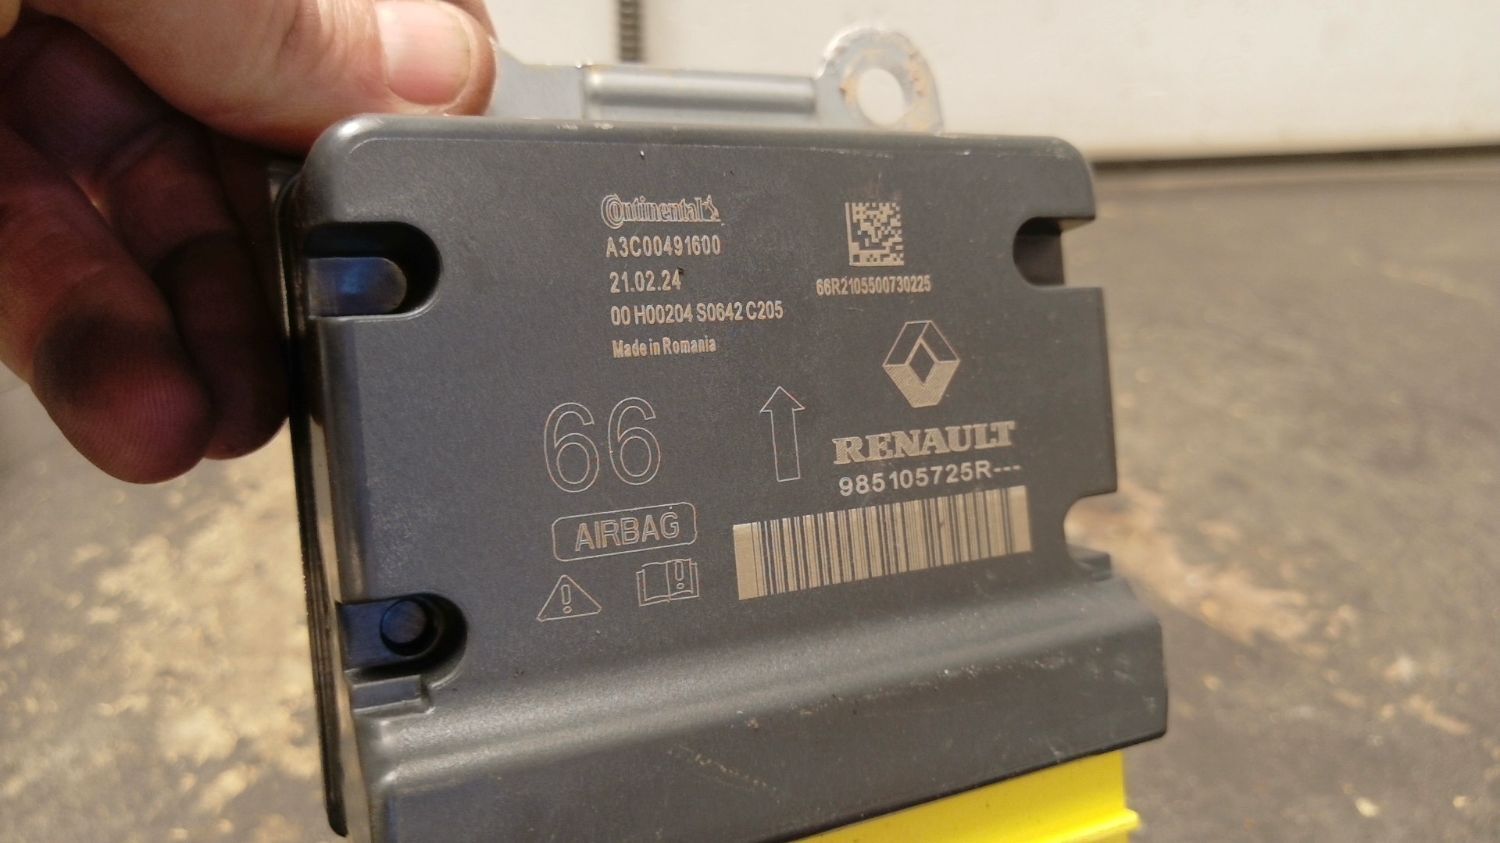 Continental
A3C00491600
21.02.24
00 H00204 S0642 C205
Made in Romania
66R2105500730225
66
RENAULT
985105725R---
AIRBAG